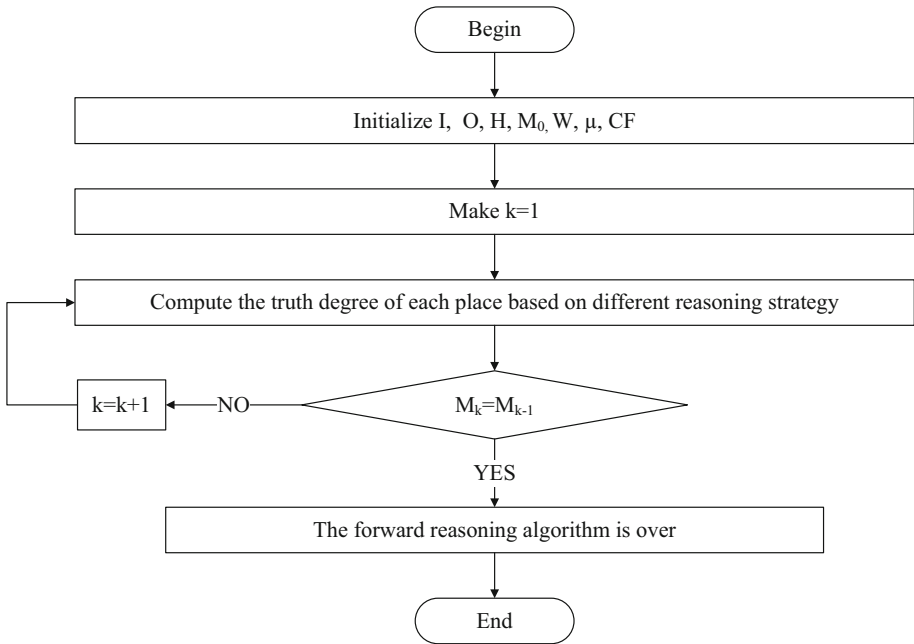 Begin
Initialize I, O, H, M₀, W, μ, CF
Make k=1
Compute the truth degree of each place based on different reasoning strategy
k=k+1
NO
Mₖ=Mₖ₋₁
YES
The forward reasoning algorithm is over
End